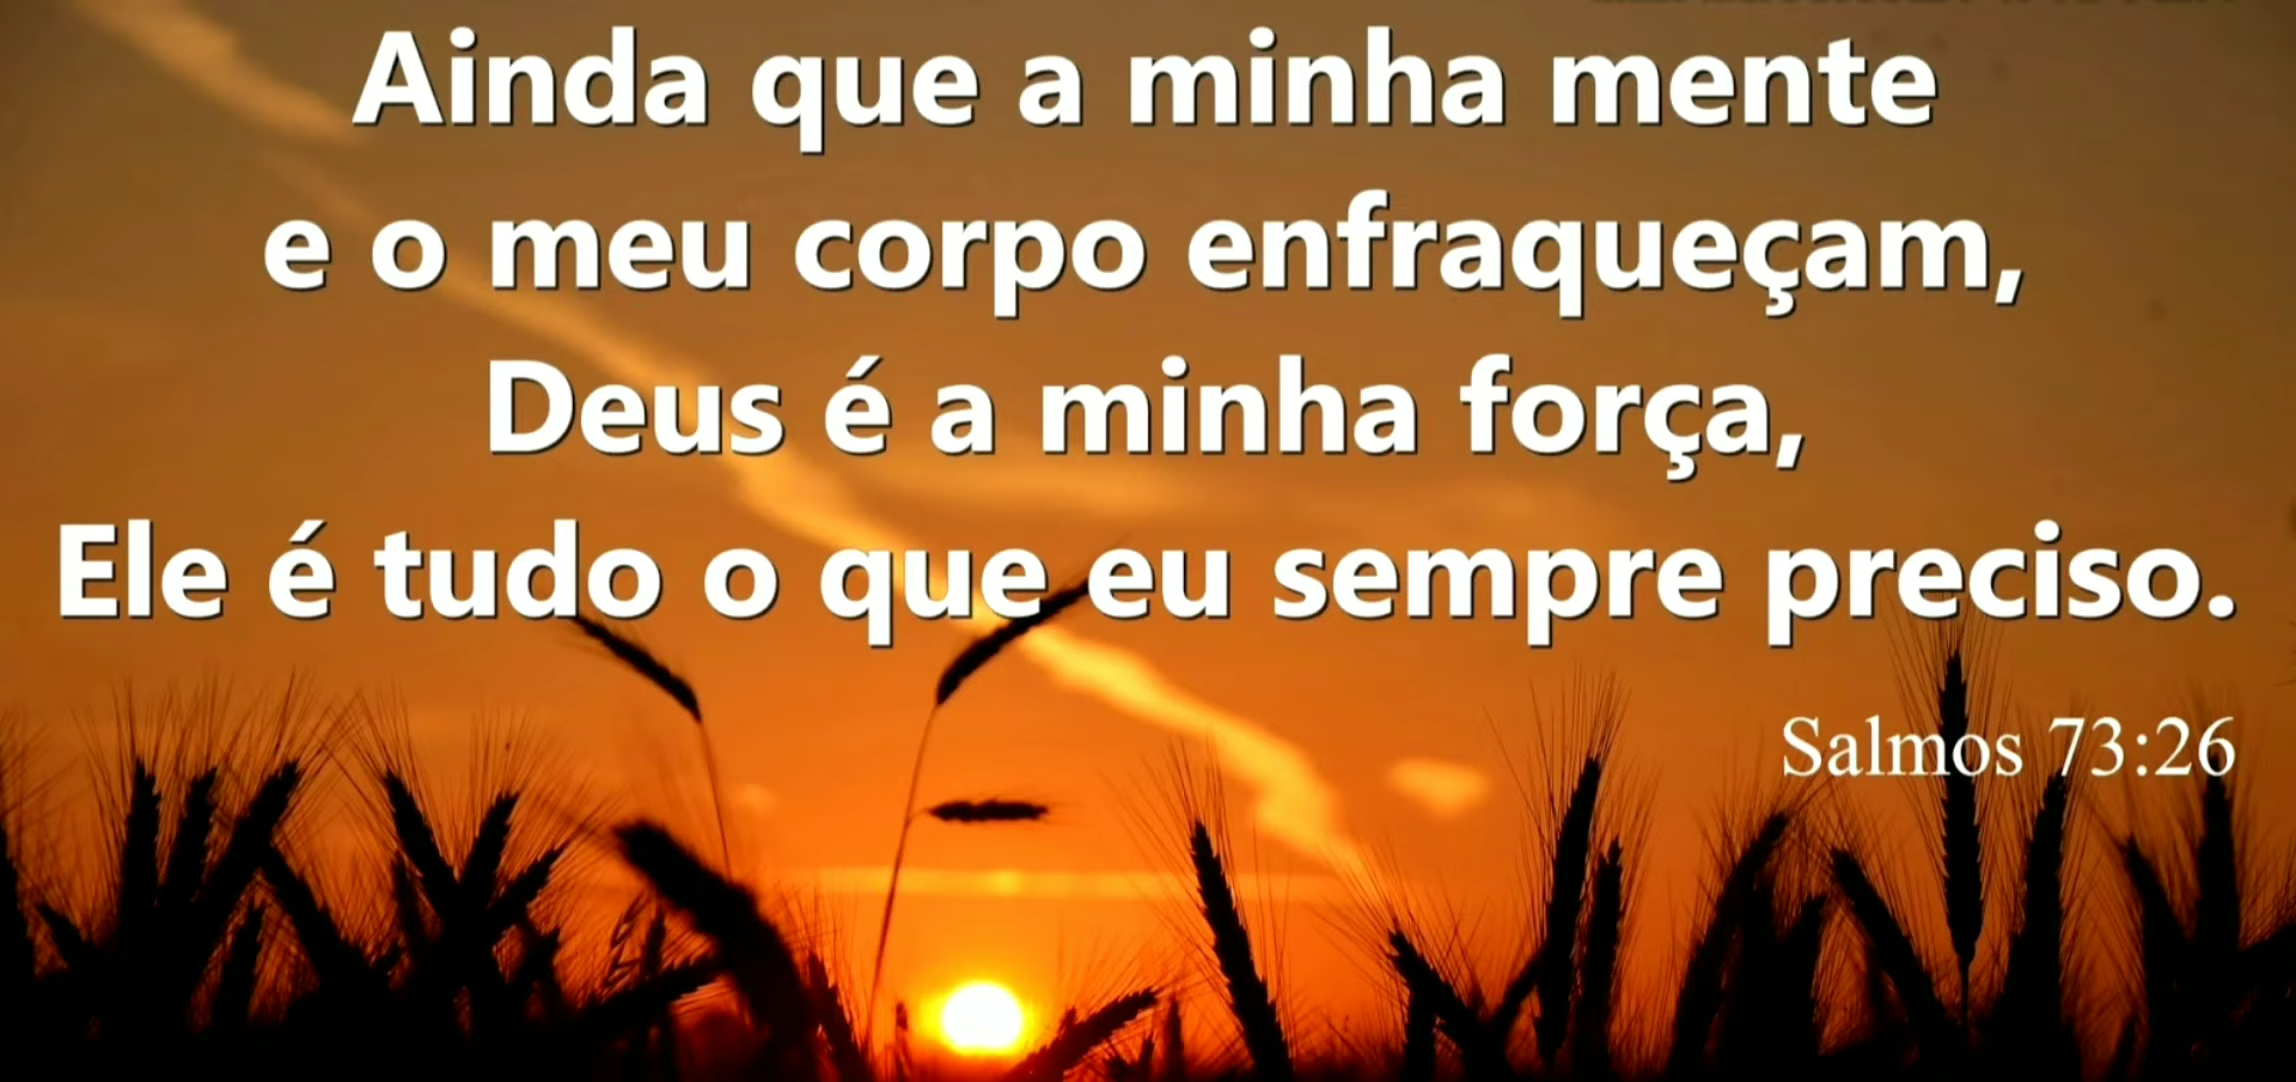 Ainda que a minha mente
e o meu corpo enfraqueçam,
Deus é a minha força,
Ele é tudo o que eu sempre preciso.
Salmos 73:26